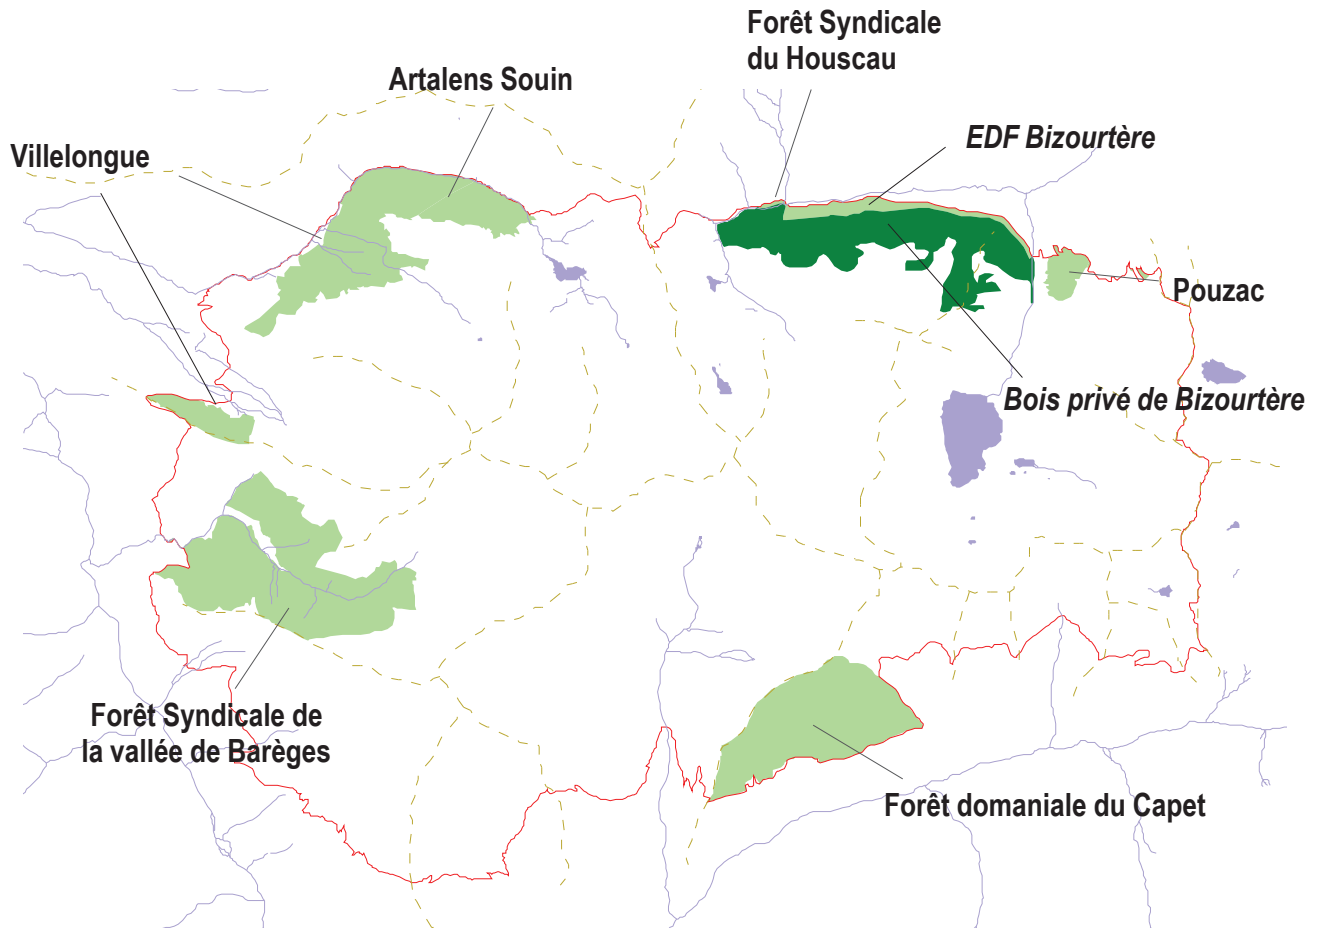 Forêt Syndicale
du Houscau
Artalens Souin
EDF Bizourtère
Villelongue
Pouzac
Bois privé de Bizourtère
Forêt Syndicale de
la vallée de Barèges
Forêt domaniale du Capet